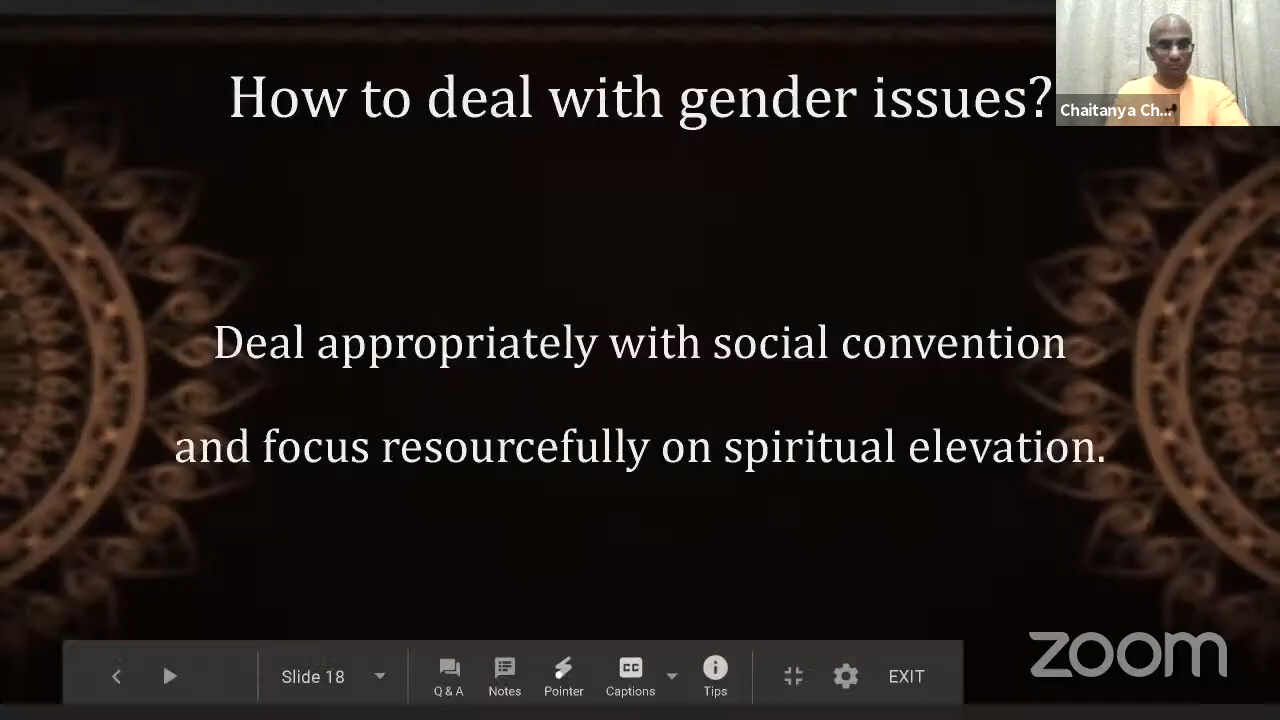 How to deal with gender issues?
Chaitanya Ch...
Deal appropriately with social convention
and focus resourcefully on spiritual elevation.
zoom
Slide 18
Q & A
Notes
Pointer
Captions
Tips
EXIT